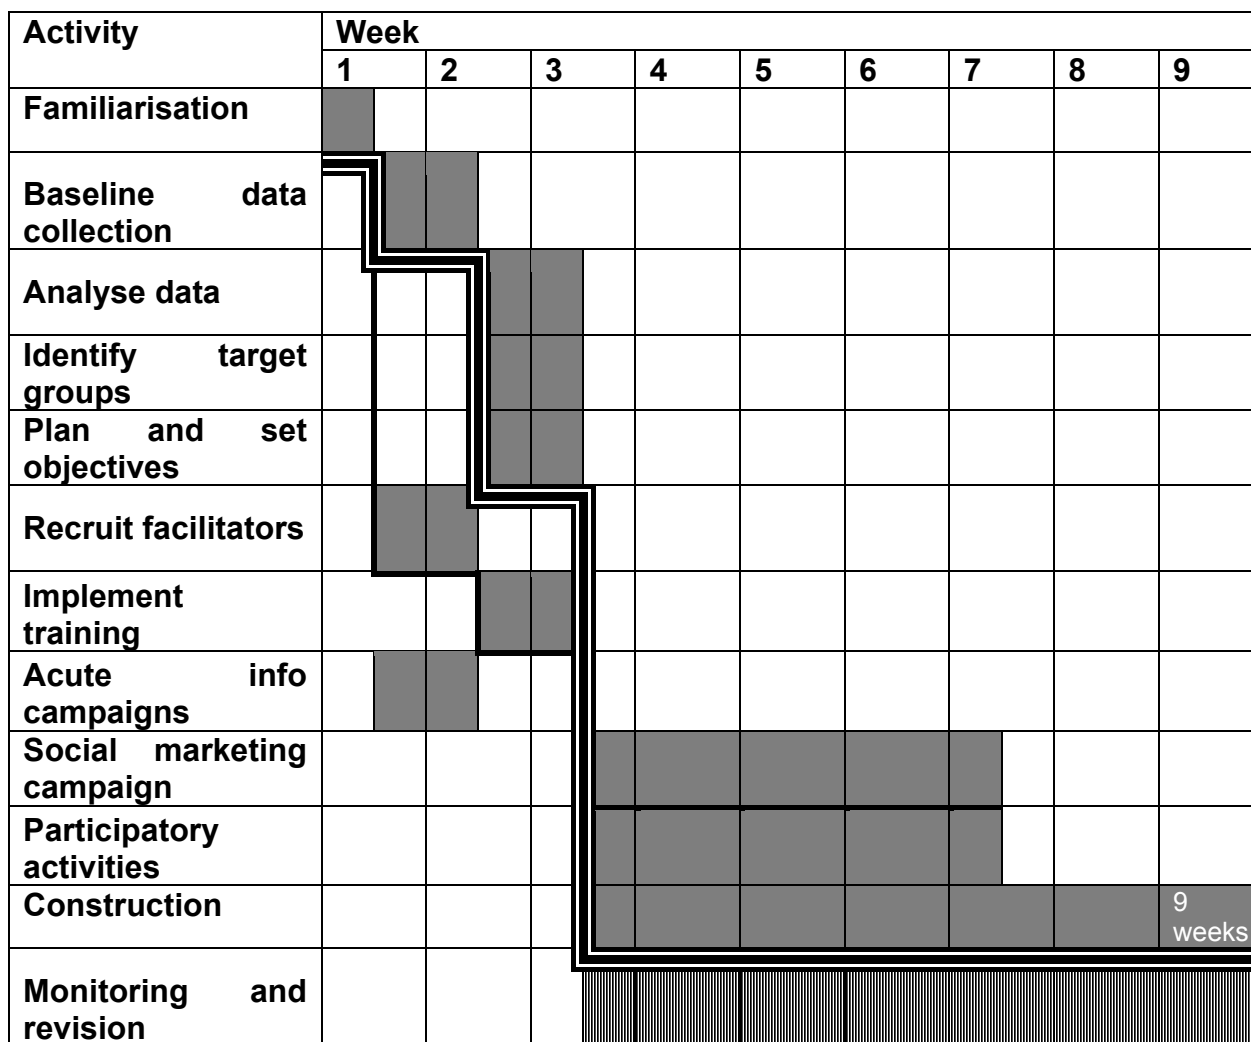 Activity
Week
1 2 3 4 5 6 7 8 9
Familiarisation
Baseline data
collection
Analyse data
Identify target
groups
Plan and set
objectives
Recruit facilitators
Implement
training
Acute info
campaigns
Social marketing
campaign
Participatory
activities
Construction
9
weeks
Monitoring and
revision